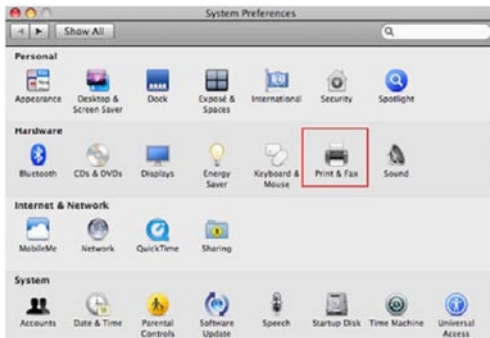 System Preferences
Show All
Personal
Appearance
Desktop &
Screen Saver
Dock
Exposé &
Spaces
International
Security
Spotlight
Hardware
Bluetooth
CDs & DVDs
Displays
Energy
Saver
Keyboard &
Mouse
Print & Fax
Sound
Internet & Network
MobileMe
Network
QuickTime
Sharing
System
Accounts
Date & Time
Parental
Controls
Software
Update
Speech
Startup Disk
Time Machine
Universal
Access